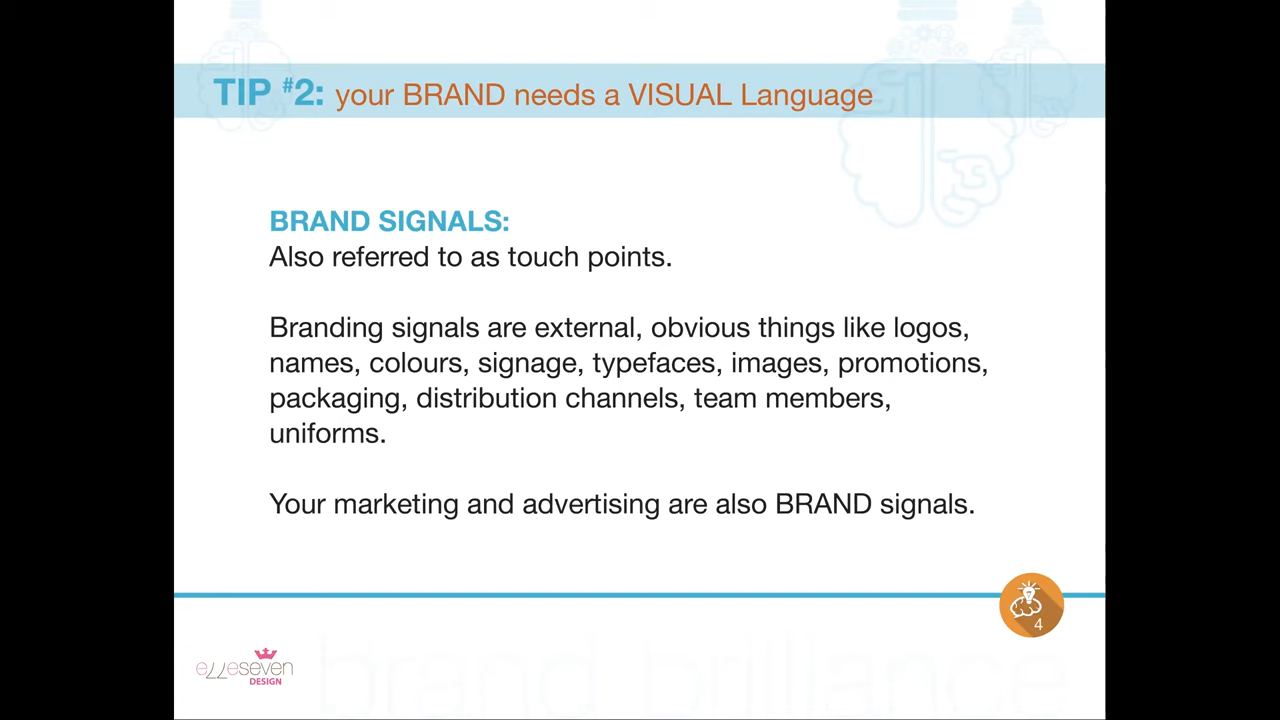 TIP #2: your BRAND needs a VISUAL Language
BRAND SIGNALS:
Also referred to as touch points.
Branding signals are external, obvious things like logos,
names, colours, signage, typefaces, images, promotions,
packaging, distribution channels, team members,
uniforms.
Your marketing and advertising are also BRAND signals.
4
elleseven
DESIGN
brand brilliance